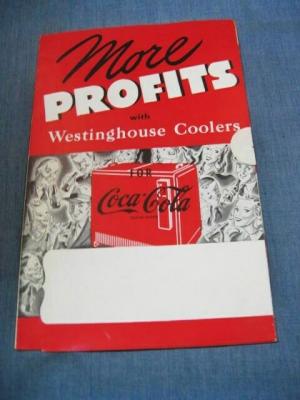 More
PROFITS
with
Westinghouse Coolers
FOR
Coca-Cola